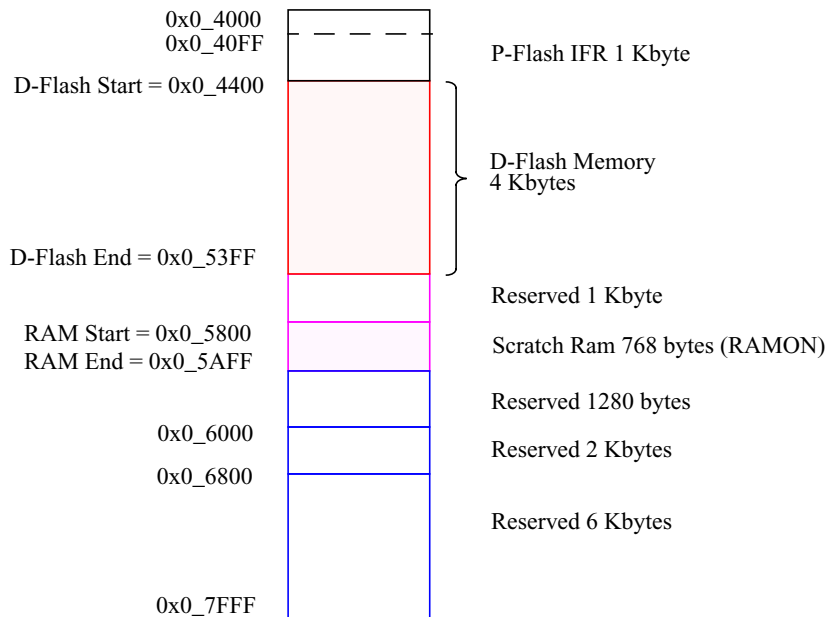 0x0_4000
0x0_40FF
P-Flash IFR 1 Kbyte
D-Flash Start = 0x0_4400
D-Flash Memory
4 Kbytes
D-Flash End = 0x0_53FF
Reserved 1 Kbyte
RAM Start = 0x0_5800
Scratch Ram 768 bytes (RAMON)
RAM End = 0x0_5AFF
Reserved 1280 bytes
0x0_6000
Reserved 2 Kbytes
0x0_6800
Reserved 6 Kbytes
0x0_7FFF